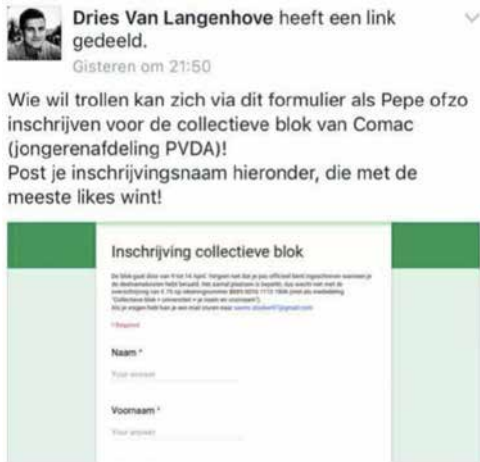 Dries Van Langenhove heeft een link
gedeeld.
Gisteren om 21:50
Wie wil trollen kan zich via dit formulier als Pepe ofzo
inschrijven voor de collectieve blok van Comac
(jongerenafdeling PVDA)!
Post je inschrijvingsnaam hieronder, die met de
meeste likes wint!
Inschrijving collectieve blok
* Required
Naam *
Your answer
Voornaam *
Your answer